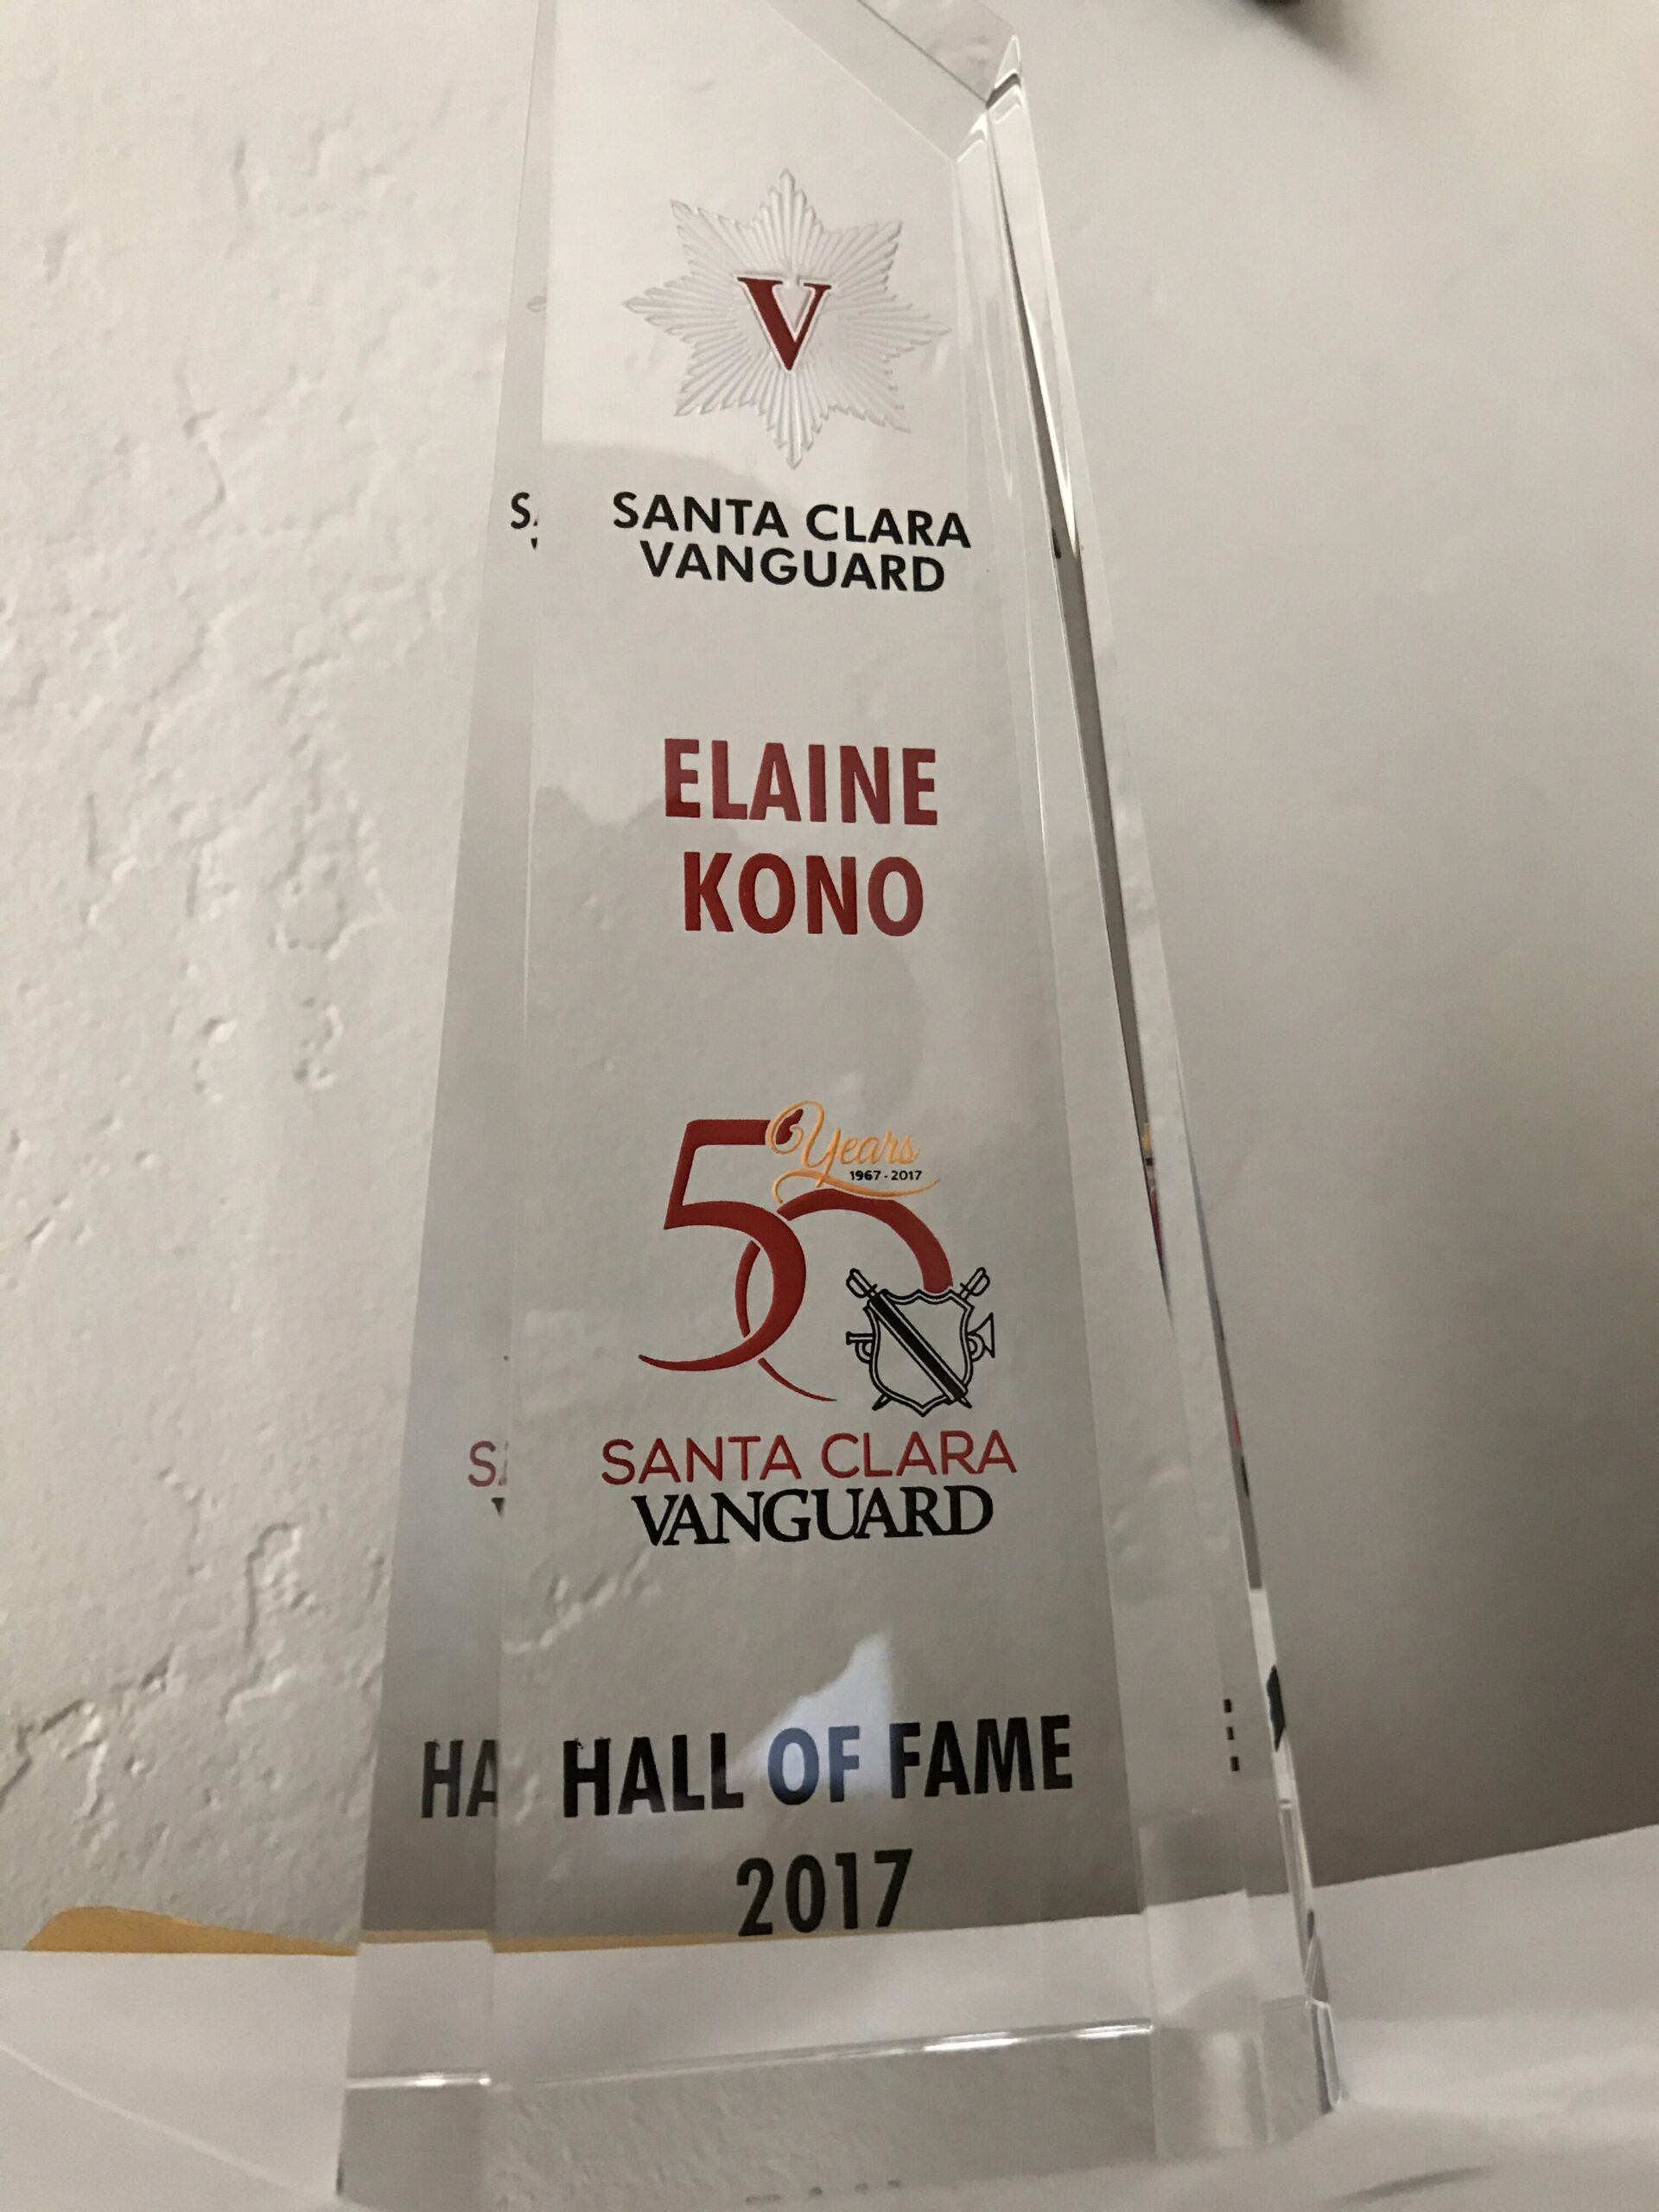 V
SANTA CLARA
VANGUARD
ELAINE
KONO
50 Years
1967 - 2017
SANTA CLARA
VANGUARD
HALL OF FAME
2017